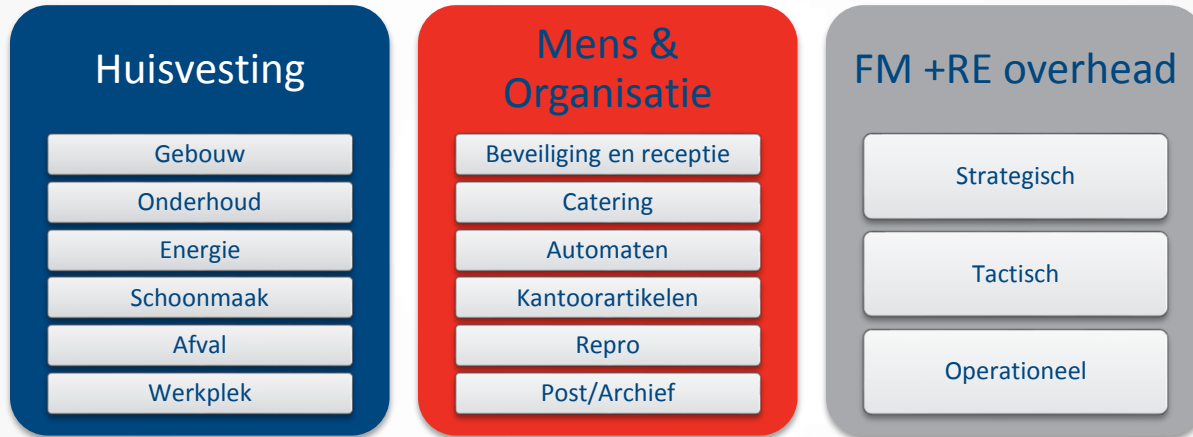 Huisvesting
Gebouw
Onderhoud
Energie
Schoonmaak
Afval
Werkplek
Mens &
Organisatie
Beveiliging en receptie
Catering
Automaten
Kantoorartikelen
Repro
Post/Archief
FM +RE overhead
Strategisch
Tactisch
Operationeel